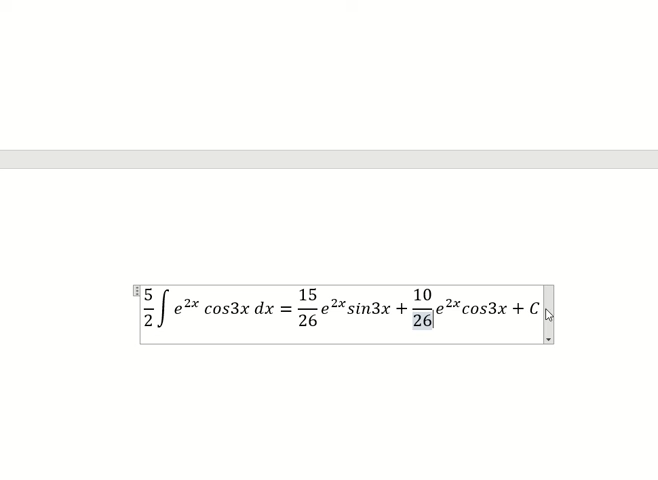 5/2 ∫ e^{2x} cos3x dx = 15/26 e^{2x}sin3x + 10/26 e^{2x}cos3x + C